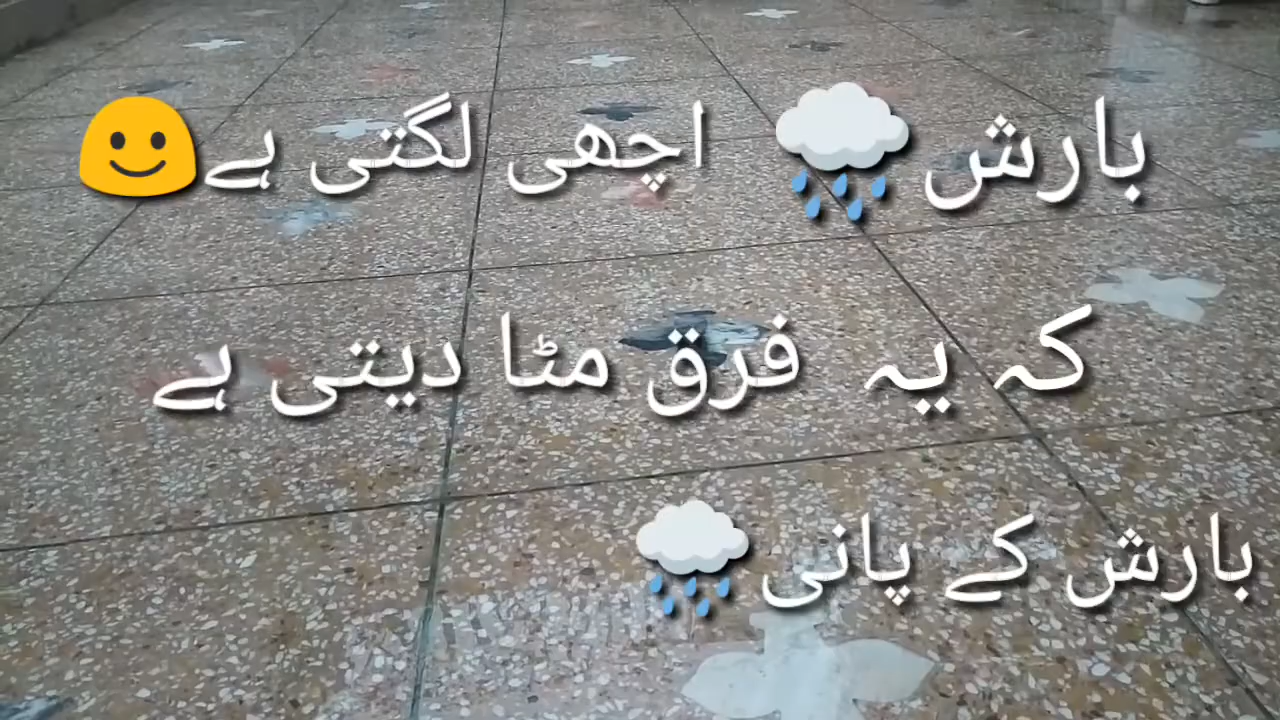 بارش🌧 اچھی لگتی ہے🙂
کہ یہ فرق مٹا دیتی ہے
بارش کے پانی🌧